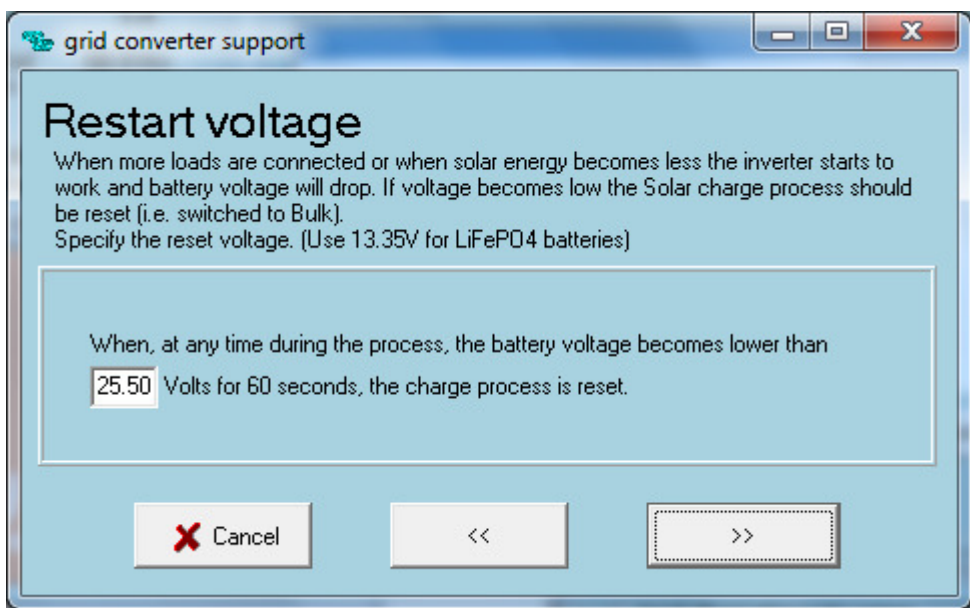 grid converter support
Restart voltage
When more loads are connected or when solar energy becomes less the inverter starts to
work and battery voltage will drop. If voltage becomes low the Solar charge process should
be reset (i.e. switched to Bulk).
Specify the reset voltage. (Use 13.35V for LiFePO4 batteries)
When, at any time during the process, the battery voltage becomes lower than
25.50 Volts for 60 seconds, the charge process is reset.
Cancel << >>